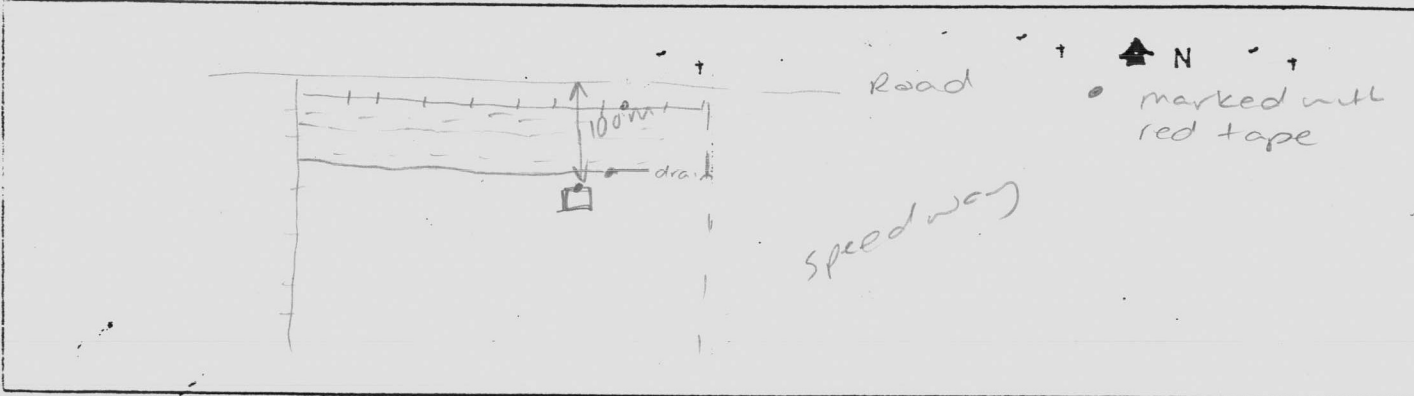 N
Road
marked with
red tape
100m
drain
speedway